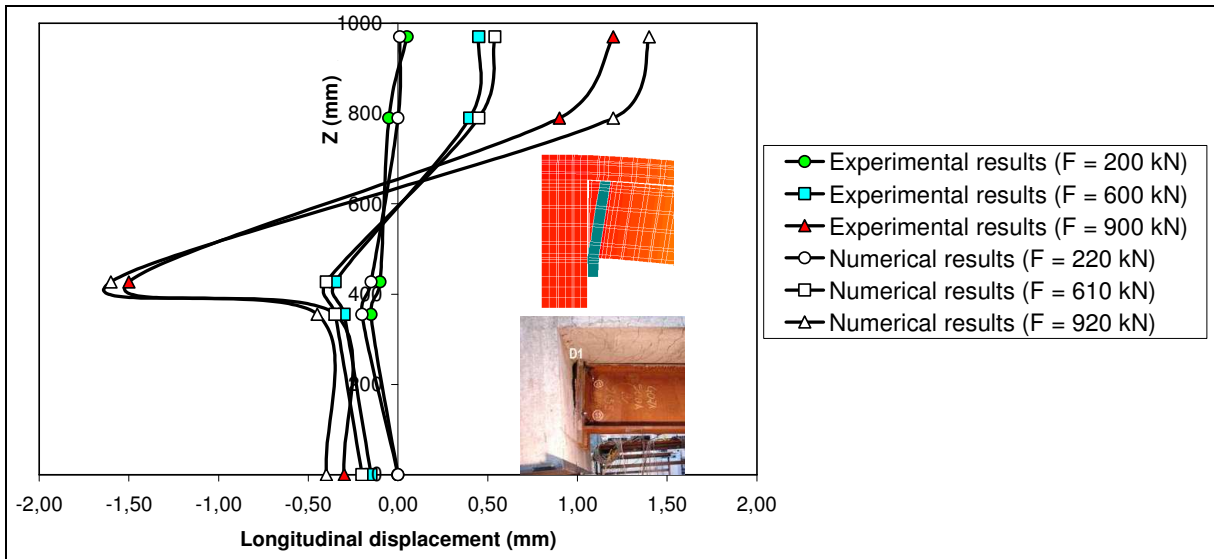 1000
800
600
400
200
0
Z (mm)
-2,00 -1,50 -1,00 -0,50 0,00 0,50 1,00 1,50 2,00
Longitudinal displacement (mm)
D1
Experimental results (F = 200 kN)
Experimental results (F = 600 kN)
Experimental results (F = 900 kN)
Numerical results (F = 220 kN)
Numerical results (F = 610 kN)
Numerical results (F = 920 kN)